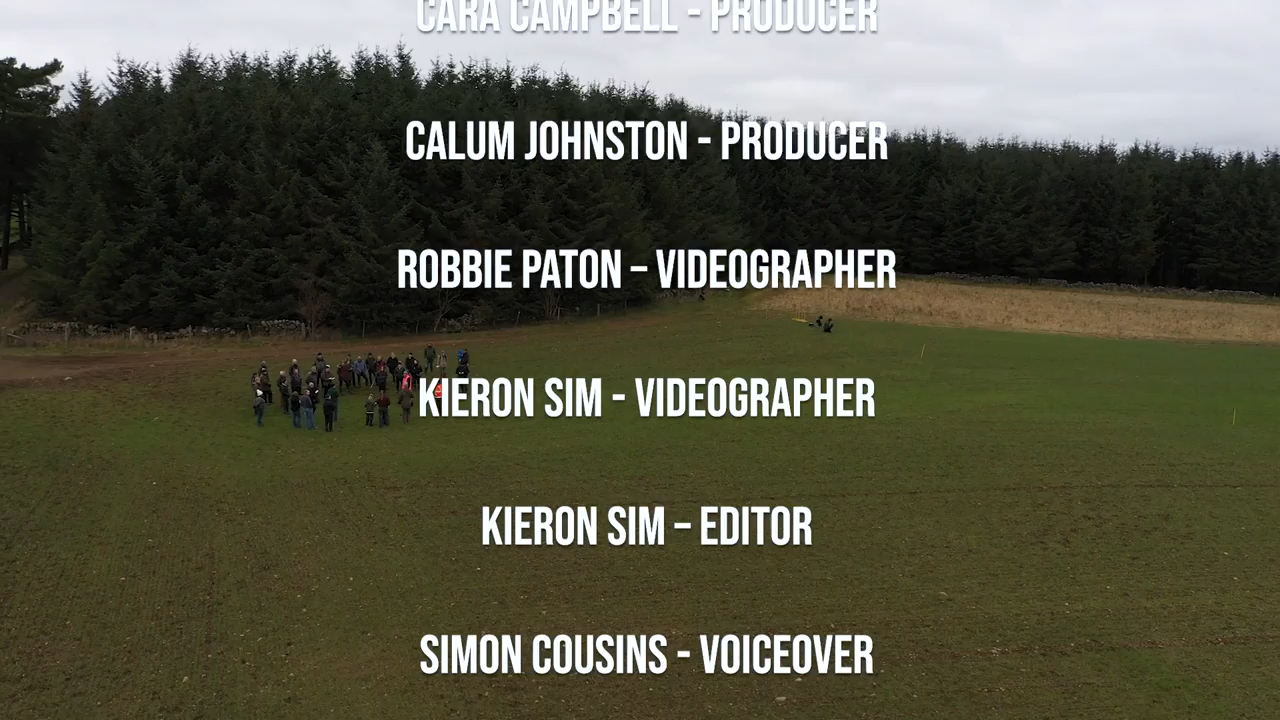 CARA CAMPBELL - PRODUCER
CALUM JOHNSTON - PRODUCER
ROBBIE PATON – VIDEOGRAPHER
KIERON SIM - VIDEOGRAPHER
KIERON SIM – EDITOR
SIMON COUSINS - VOICEOVER